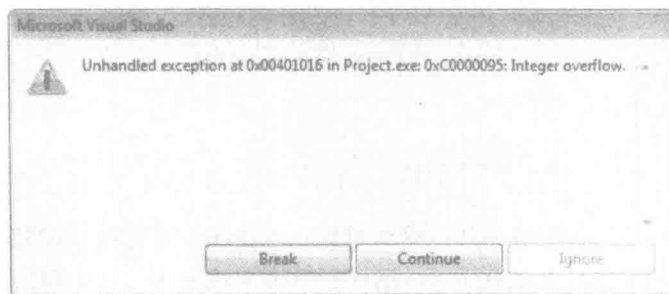 Microsoft Visual Studio
Unhandled exception at 0x00401016 in Project.exe: 0xC0000095: Integer overflow.
Break
Continue
Ignore